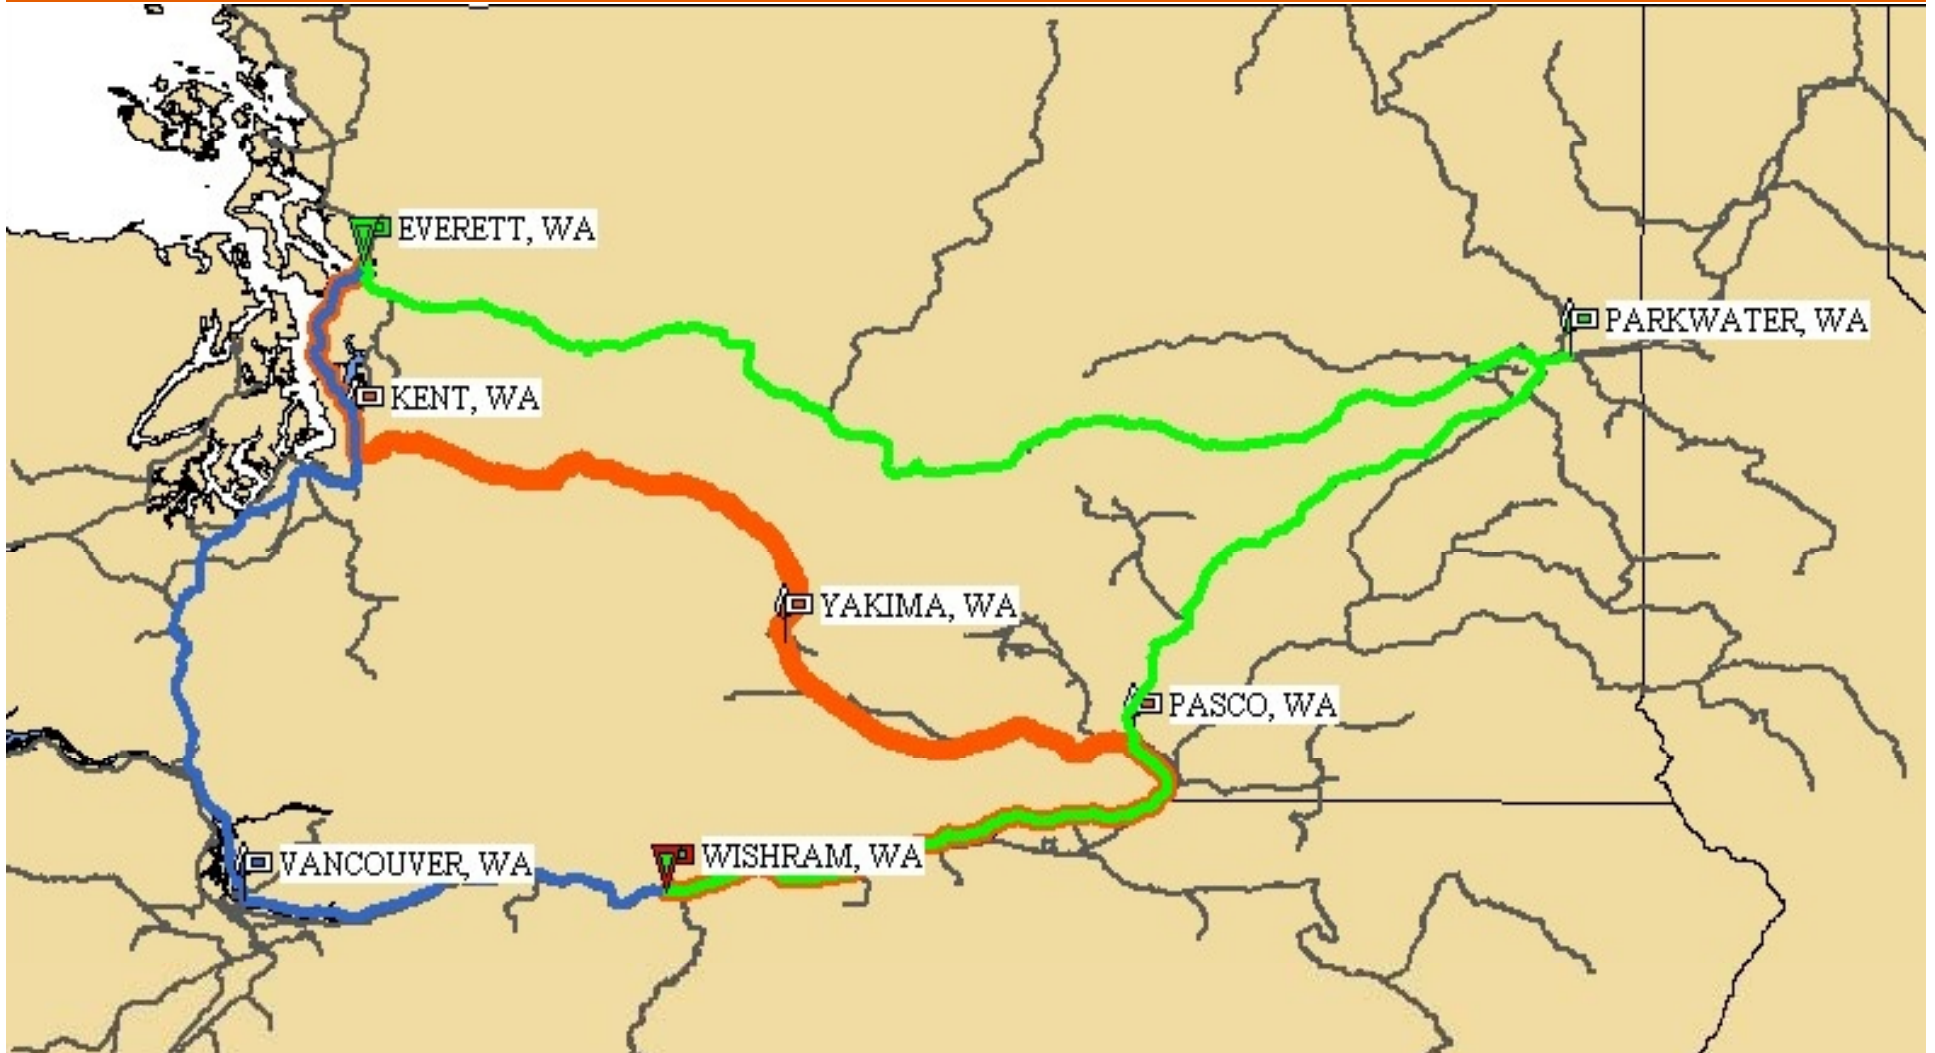 EVERETT, WA
PARKWATER, WA
KENT, WA
YAKIMA, WA
PASCO, WA
WISHRAM, WA
VANCOUVER, WA